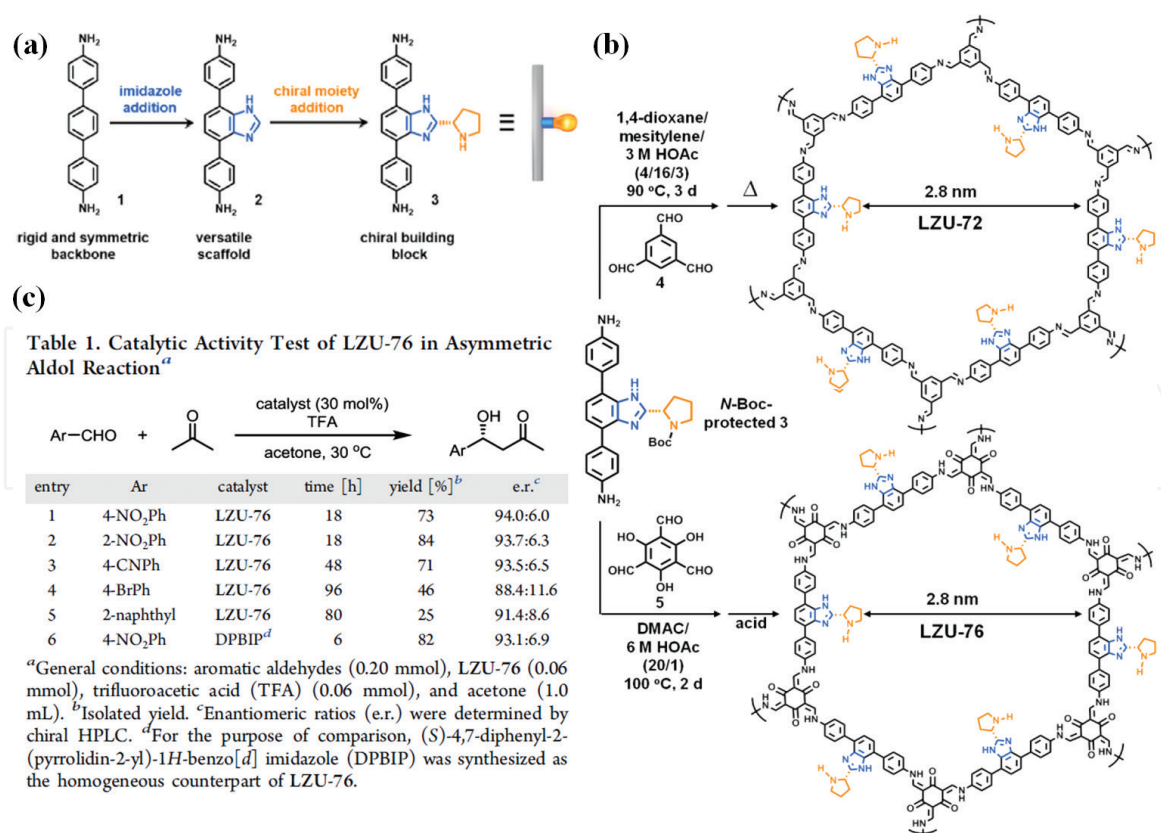 (a)
NH₂
NH₂
1
imidazole
addition
NH₂
H
N
N
NH₂
2
chiral moiety
addition
NH₂
H
N
N
N
H
NH₂
3
≡
rigid and symmetric
backbone
versatile
scaffold
chiral building
block
(c)
Table 1. Catalytic Activity Test of LZU-76 in Asymmetric
Aldol Reactionᵃ
Ar—CHO + O
catalyst (30 mol%)
TFA
acetone, 30 °C
OH O
Ar
entry Ar catalyst time [h] yield [%]ᵇ e.r.ᶜ
1 4-NO₂Ph LZU-76 18 73 94.0:6.0
2 2-NO₂Ph LZU-76 18 84 93.7:6.3
3 4-CNPh LZU-76 48 71 93.5:6.5
4 4-BrPh LZU-76 96 46 88.4:11.6
5 2-naphthyl LZU-76 80 25 91.4:8.6
6 4-NO₂Ph DPBIPᵈ 6 82 93.1:6.9
ᵃGeneral conditions: aromatic aldehydes (0.20 mmol), LZU-76 (0.06
mmol), trifluoroacetic acid (TFA) (0.06 mmol), and acetone (1.0
mL). ᵇIsolated yield. ᶜEnantiomeric ratios (e.r.) were determined by
chiral HPLC. ᵈFor the purpose of comparison, (S)-4,7-diphenyl-2-
(pyrrolidin-2-yl)-1H-benzo[d] imidazole (DPBIP) was synthesized as
the homogeneous counterpart of LZU-76.
(b)
1,4-dioxane/
mesitylene/
3 M HOAc
(4/16/3)
90 °C, 3 d
Δ
CHO
OHC CHO
4
2.8 nm
LZU-72
NH₂
H
N
N
N
Boc
NH₂
N-Boc-
protected 3
CHO
HO OH
OHC CHO
OH
5
DMAC/
6 M HOAc
(20/1)
100 °C, 2 d
acid
2.8 nm
LZU-76